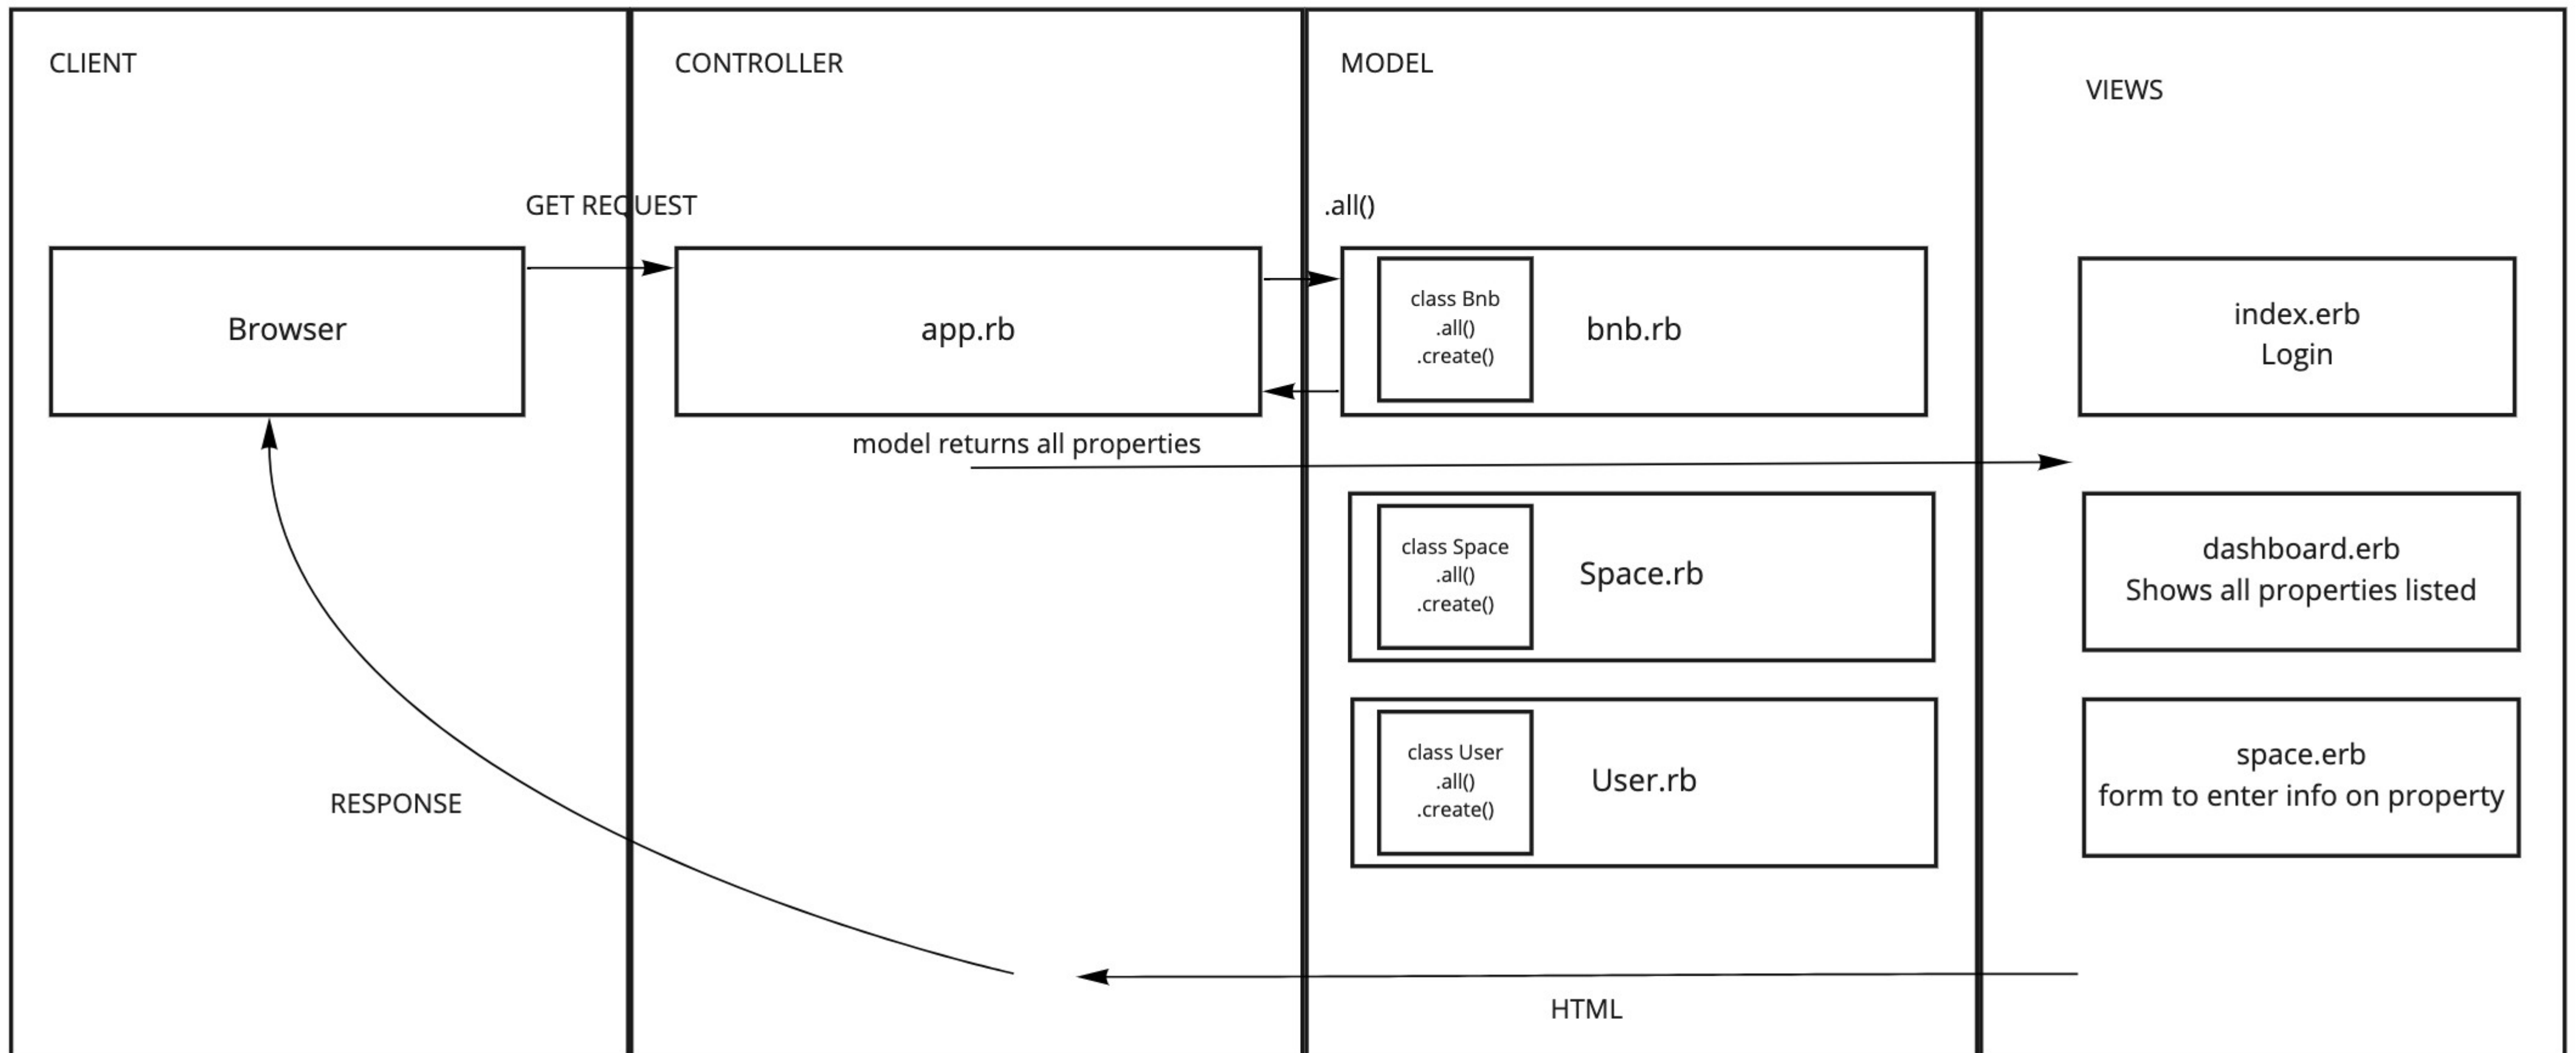 CLIENT
CONTROLLER
MODEL
VIEWS
GET REQUEST
.all()
Browser
app.rb
class Bnb
.all()
.create()
bnb.rb
index.erb
Login
model returns all properties
class Space
.all()
.create()
Space.rb
dashboard.erb
Shows all properties listed
class User
.all()
.create()
User.rb
space.erb
form to enter info on property
RESPONSE
HTML